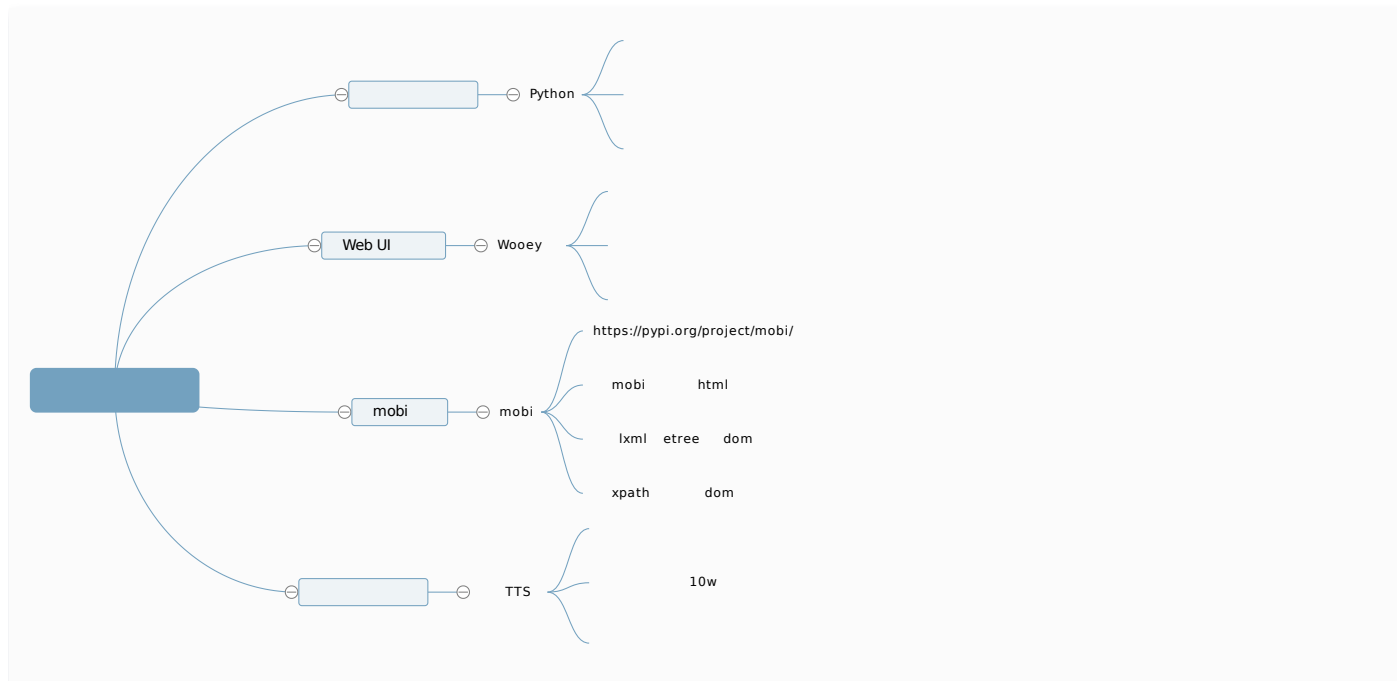 Python
Web UI
Wooey
https://pypi.org/project/mobi/
mobi html
lxml etree dom
mobi
mobi
xpath dom
10w
TTS